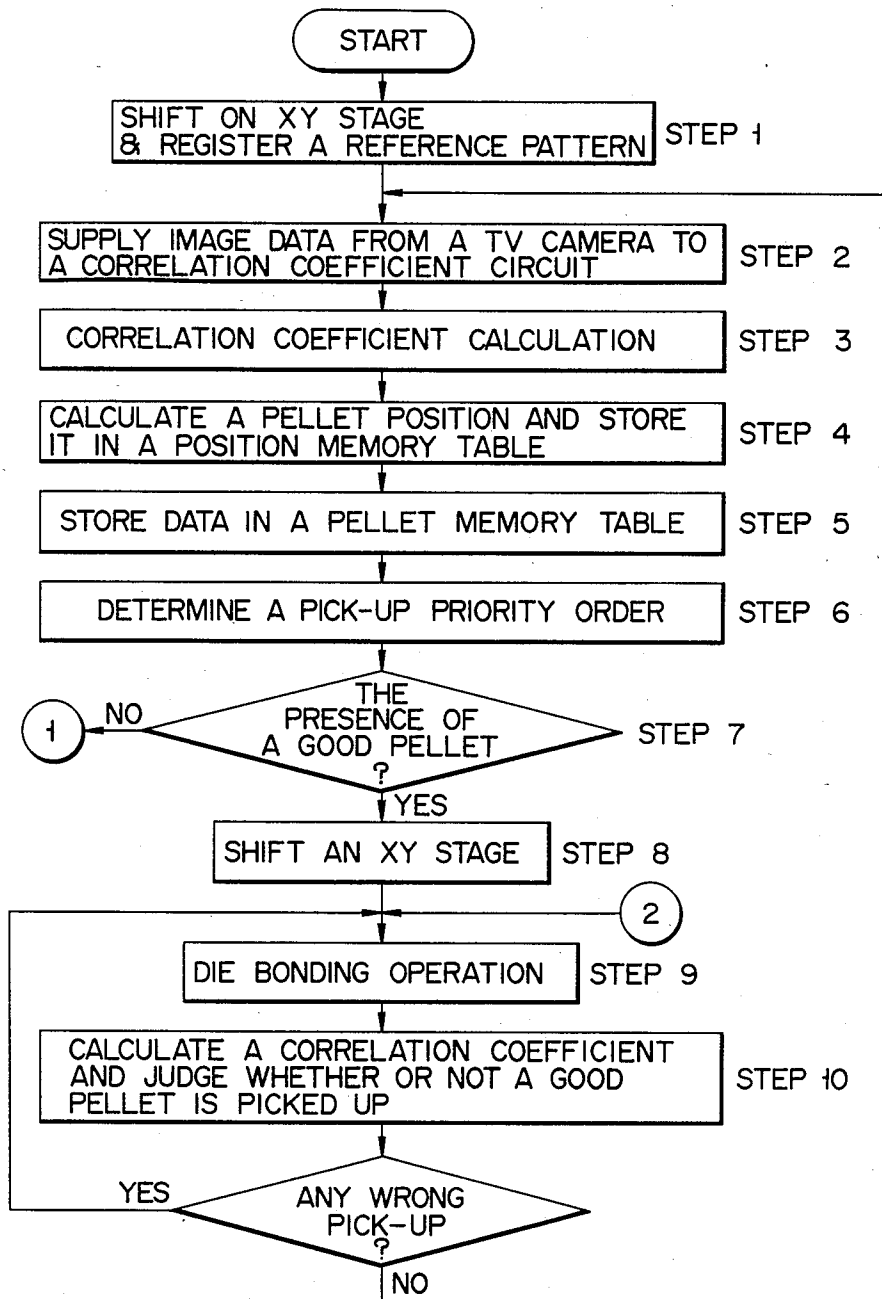 START
SHIFT ON XY STAGE
& REGISTER A REFERENCE PATTERN
STEP 1
SUPPLY IMAGE DATA FROM A TV CAMERA TO
A CORRELATION COEFFICIENT CIRCUIT
STEP 2
CORRELATION COEFFICIENT CALCULATION
STEP 3
CALCULATE A PELLET POSITION AND STORE
IT IN A POSITION MEMORY TABLE
STEP 4
STORE DATA IN A PELLET MEMORY TABLE
STEP 5
DETERMINE A PICK-UP PRIORITY ORDER
STEP 6
THE
PRESENCE OF
A GOOD PELLET
?
STEP 7
NO
1
YES
SHIFT AN XY STAGE
STEP 8
2
DIE BONDING OPERATION
STEP 9
CALCULATE A CORRELATION COEFFICIENT
AND JUDGE WHETHER OR NOT A GOOD
PELLET IS PICKED UP
STEP 10
YES
ANY WRONG
PICK-UP
?
NO